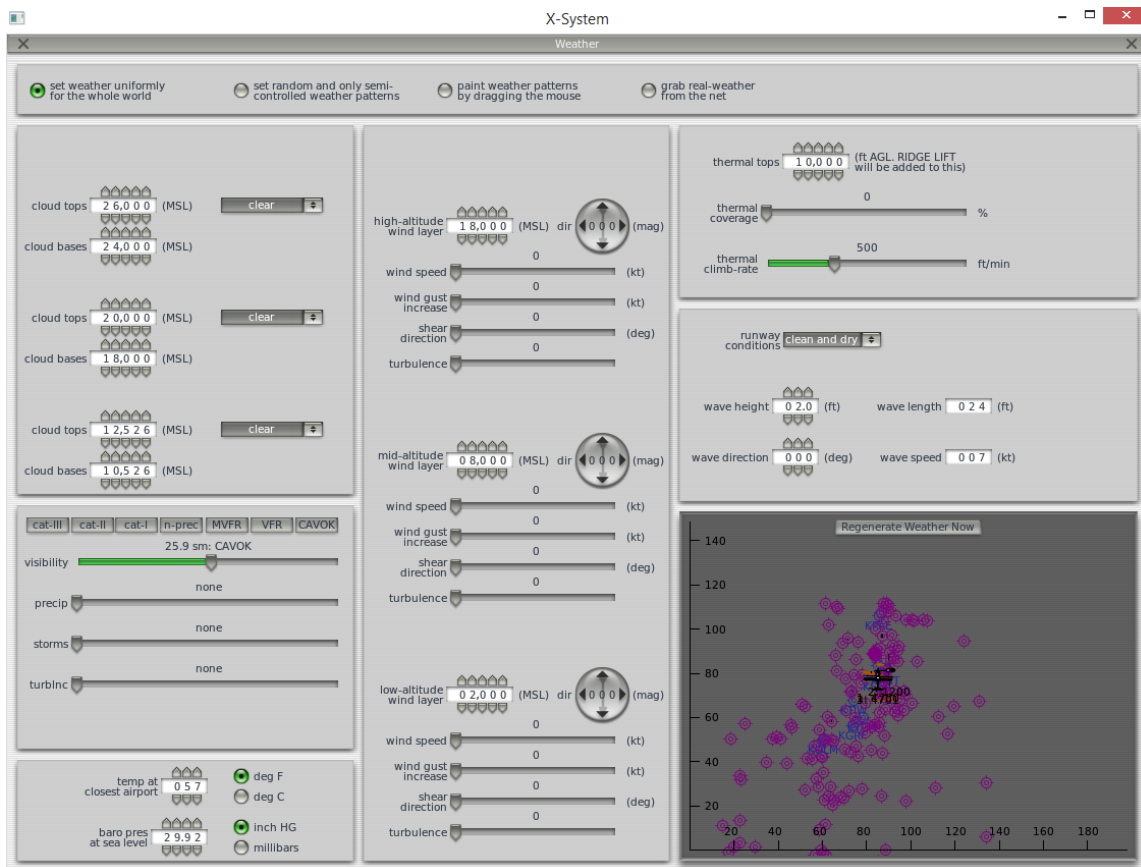 X-System
Weather
set weather uniformly
for the whole world
set random and only semi-
controlled weather patterns
paint weather patterns
by dragging the mouse
grab real-weather
from the net
cloud tops 26,000 (MSL) clear
cloud bases 24,000 (MSL)
cloud tops 20,000 (MSL) clear
cloud bases 18,000 (MSL)
cloud tops 12,526 (MSL) clear
cloud bases 10,526 (MSL)
cat-III cat-II cat-I n-prec MVFR VFR CAVOK
25.9 sm: CAVOK
visibility
none
precip
none
storms
none
turbInc
temp at
closest airport
057
deg F
deg C
baro pres
at sea level
29.92
inch HG
millibars
high-altitude
wind layer
18,000 (MSL) dir 000 (mag)
0
wind speed (kt)
0
wind gust
increase
(kt)
0
shear
direction
(deg)
0
turbulence
mid-altitude
wind layer
08,000 (MSL) dir 000 (mag)
0
wind speed (kt)
0
wind gust
increase
(kt)
0
shear
direction
(deg)
0
turbulence
low-altitude
wind layer
02,000 (MSL) dir 000 (mag)
0
wind speed (kt)
0
wind gust
increase
(kt)
0
shear
direction
(deg)
0
turbulence
thermal tops 10,000 (ft AGL. RIDGE LIFT
will be added to this)
0
thermal
coverage
%
500
thermal
climb-rate
ft/min
runway
conditions
clean and dry
wave height 02.0 (ft) wave length 024 (ft)
wave direction 000 (deg) wave speed 007 (kt)
Regenerate Weather Now
140
120
100
80
60
40
20
20 40 60 80 100 120 140 160 180